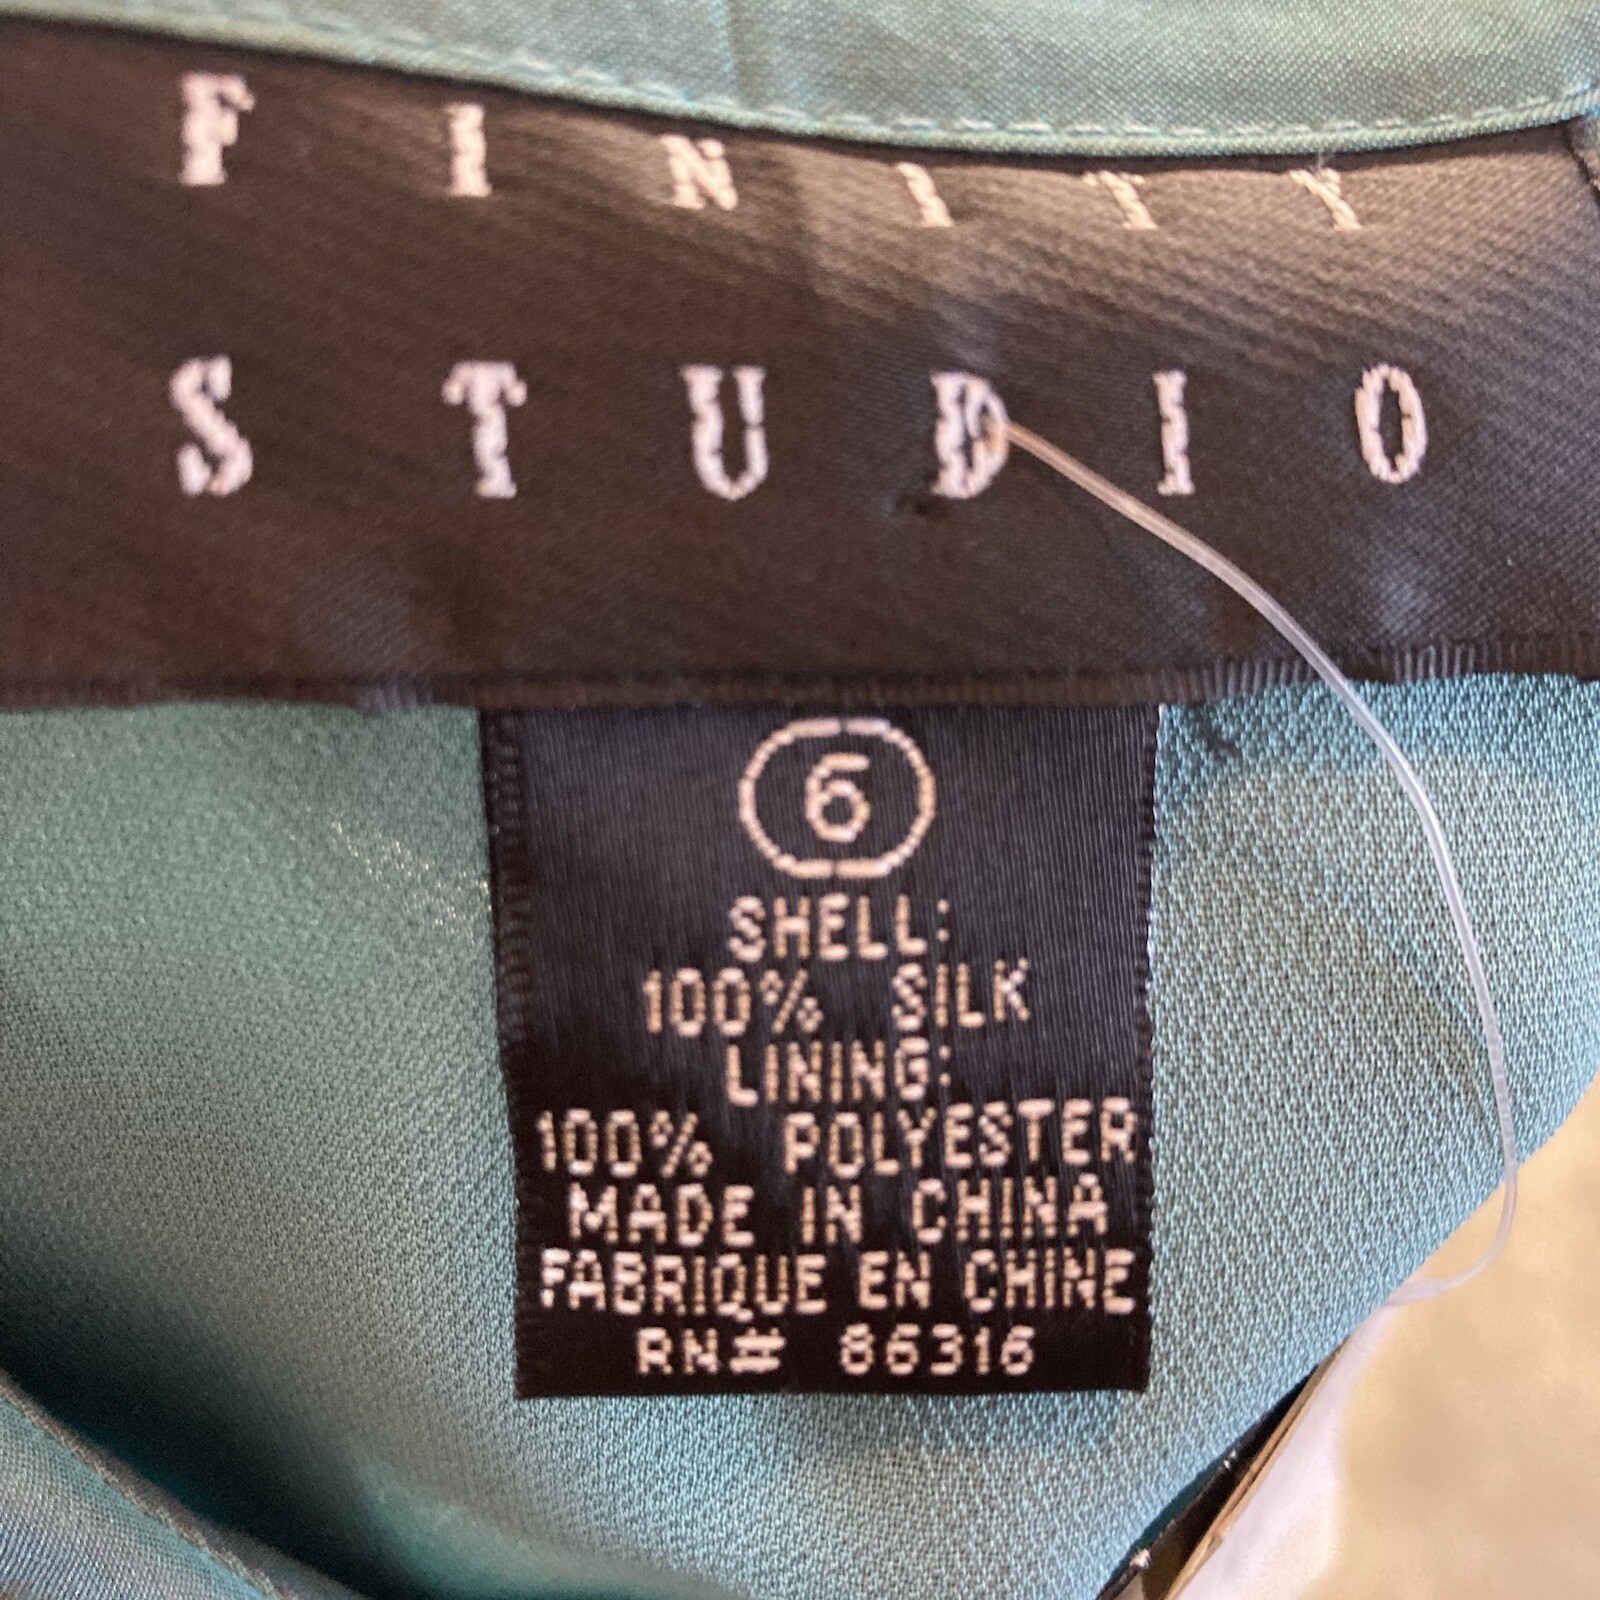 FINITY
STUDIO
6
SHELL:
100% SILK
LINING:
100% POLYESTER
MADE IN CHINA
FABRIQUE EN CHINE
RN# 86316